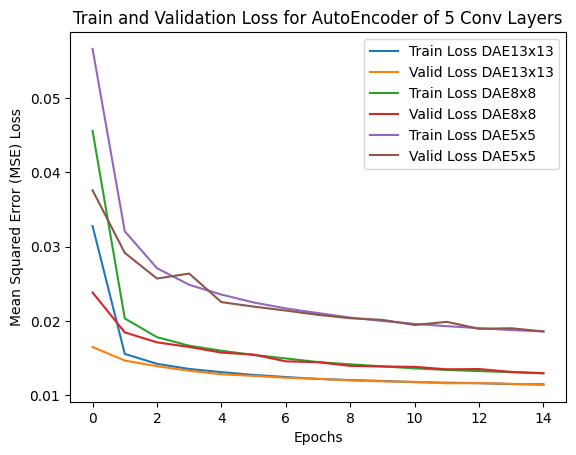 Train and Validation Loss for AutoEncoder of 5 Conv Layers
Train Loss DAE13x13
Valid Loss DAE13x13
Train Loss DAE8x8
Valid Loss DAE8x8
Train Loss DAE5x5
Valid Loss DAE5x5
Mean Squared Error (MSE) Loss
0.05
0.04
0.03
0.02
0.01
0 2 4 6 8 10 12 14
Epochs